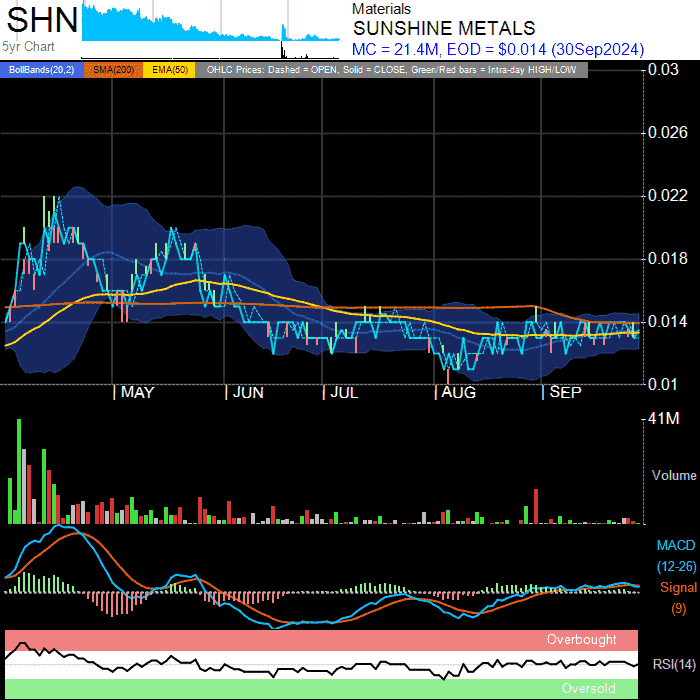 SHN
5yr Chart
Materials
SUNSHINE METALS
MC = 21.4M, EOD = $0.014 (30Sep2024)
BollBands(20,2) SMA(200) EMA(50) OHLC Prices: Dashed = OPEN, Solid = CLOSE, Green/Red bars = Intra-day HIGH/LOW
0.03
0.026
0.022
0.018
0.014
0.01
MAY JUN JUL AUG SEP
41M
Volume
MACD
(12-26)
Signal
(9)
Overbought
RSI(14)
Oversold